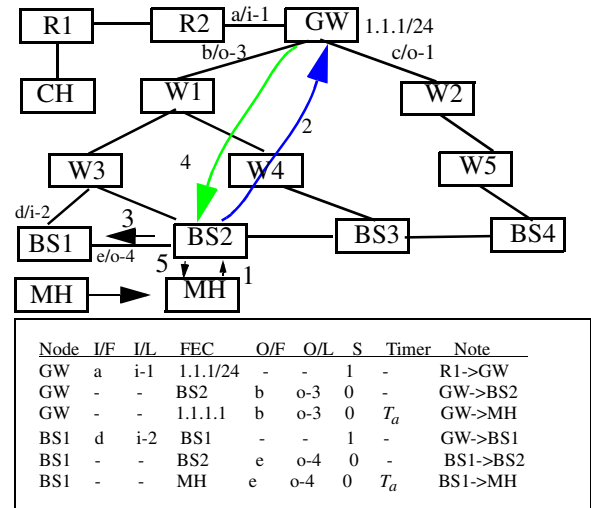 R1 R2 a/i-1 GW 1.1.1/24
b/o-3 c/o-1
CH W1 W2
2
4
W3 W4 W5
d/i-2 3
BS1 BS2 BS3 BS4
e/o-4
5 1
MH MH
Node I/F I/L FEC O/F O/L S Timer Note
GW a i-1 1.1.1/24 - - 1 - R1->GW
GW - - BS2 b o-3 0 - GW->BS2
GW - - 1.1.1.1 b o-3 0 Ta GW->MH
BS1 d i-2 BS1 - - 1 - GW->BS1
BS1 - - BS2 e o-4 0 - BS1->BS2
BS1 - - MH e o-4 0 Ta BS1->MH